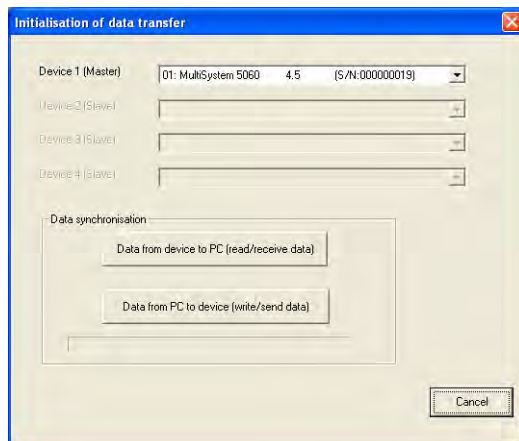 Initialisation of data transfer
Device 1 (Master) 01: MultiSystem 5060 4.5 (S/N:000000019)
Device 2 (Slave)
Device 3 (Slave)
Device 4 (Slave)
Data synchronisation
Data from device to PC (read/receive data)
Data from PC to device (write/send data)
Cancel